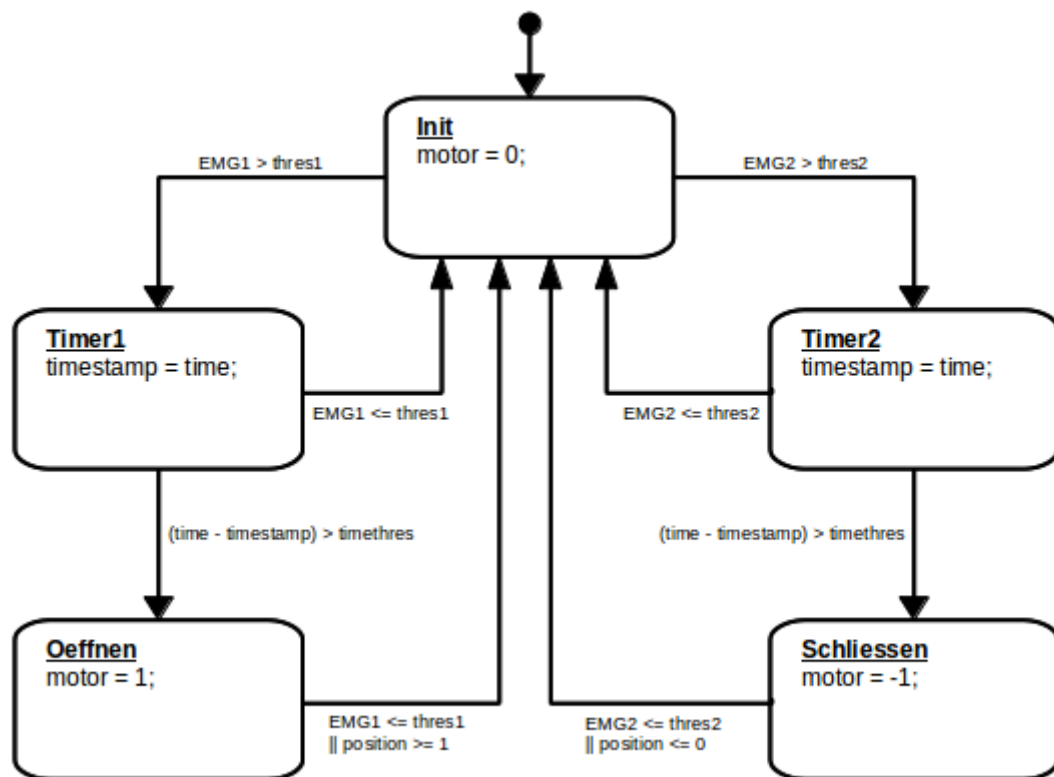 Init
motor = 0;
EMG1 > thres1
EMG2 > thres2
Timer1
timestamp = time;
Timer2
timestamp = time;
EMG1 <= thres1
EMG2 <= thres2
(time - timestamp) > timethres
(time - timestamp) > timethres
Oeffnen
motor = 1;
Schliessen
motor = -1;
EMG1 <= thres1
|| position >= 1
EMG2 <= thres2
|| position <= 0